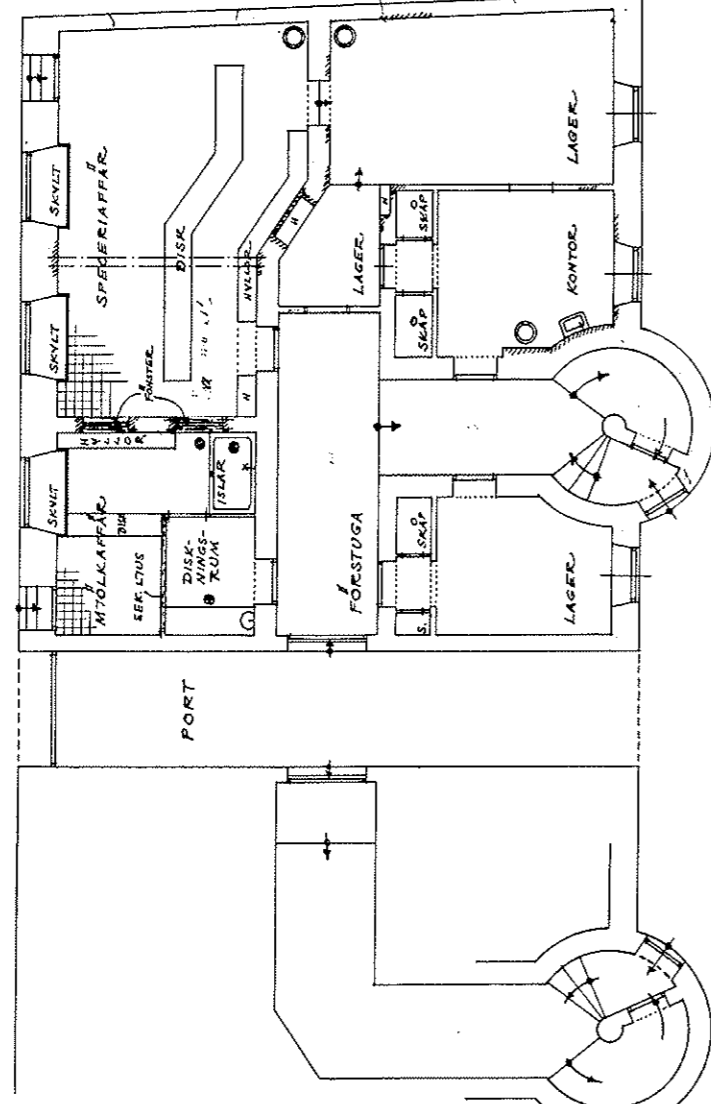 SKYLT
SPECERIAFFÄR
DISK
HYLLOR
H
LAGER
H
SKÅP
LAGER
SKYLT
FÖNSTER
H
SKÅP
KONTOR
SKYLT
HYLLOR
ISLÅR
MJÖLKAFFÄR
DISK
SEK. LJUS
DISK-
NINGS-
RUM
FÖRSTUGA
SKÅP
S.
LAGER
PORT